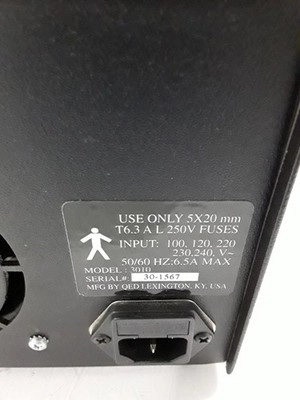 USE ONLY 5X20 mm
T6.3 A L 250V FUSES
INPUT: 100, 120, 220
230,240, V~
50/60 HZ;6.5A MAX
MODEL: 3010
SERIAL#: 30-1567
MFG BY QED LEXINGTON, KY. USA